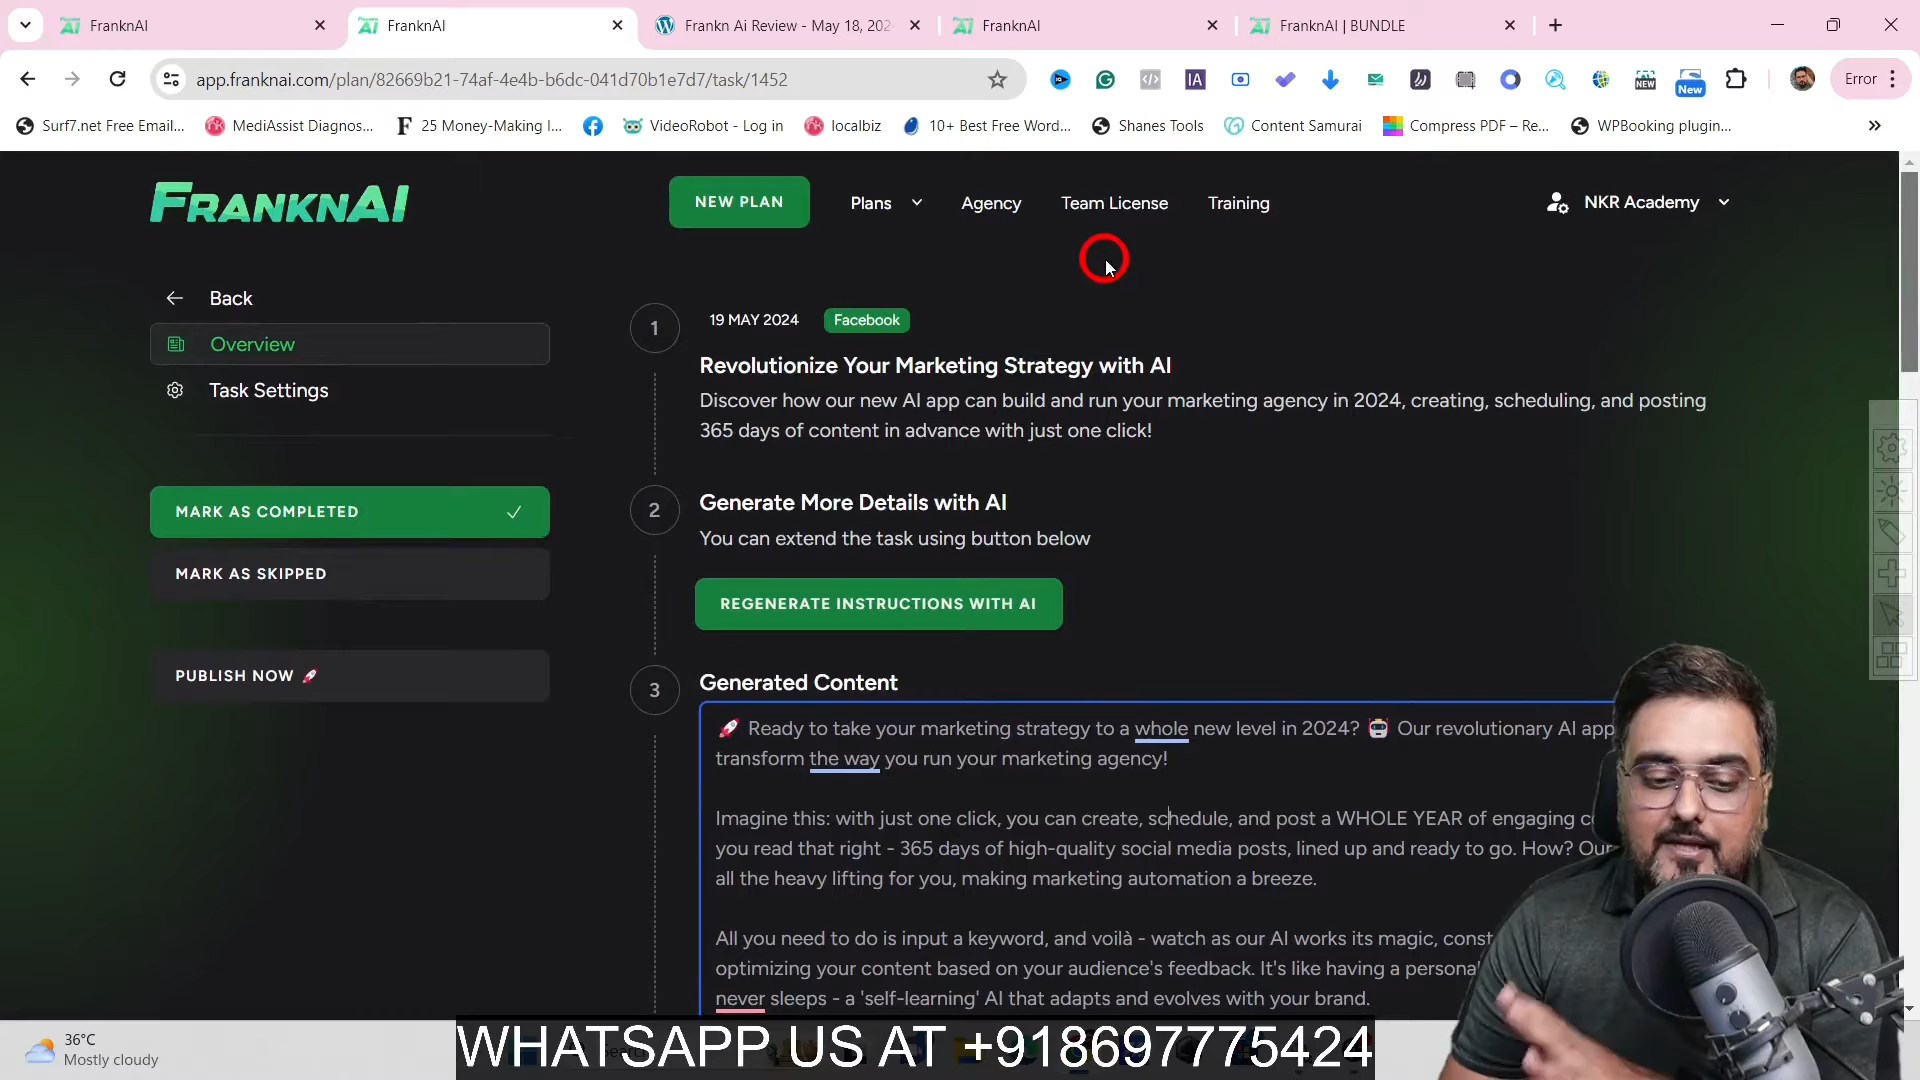 FranknAI
FranknAI
Frankn Ai Review - May 18, 202
FranknAI
FranknAI | BUNDLE
app.franknai.com/plan/82669b21-74af-4e4b-b6dc-041d70b1e7d7/task/1452
IA
NEW
New
Error
Surf7.net Free Email...
MediAssist Diagnos...
25 Money-Making I...
VideoRobot - Log in
localbiz
10+ Best Free Word...
Shanes Tools
Content Samurai
Compress PDF – Re...
WPBooking plugin...
FRANKNAI
NEW PLAN
Plans
Agency
Team License
Training
NKR Academy
Back
Overview
Task Settings
MARK AS COMPLETED
MARK AS SKIPPED
PUBLISH NOW 🚀
1
19 MAY 2024
Facebook
Revolutionize Your Marketing Strategy with AI
Discover how our new AI app can build and run your marketing agency in 2024, creating, scheduling, and posting
365 days of content in advance with just one click!
2
Generate More Details with AI
You can extend the task using button below
REGENERATE INSTRUCTIONS WITH AI
3
Generated Content
🚀 Ready to take your marketing strategy to a whole new level in 2024? 🤖 Our revolutionary AI app
transform the way you run your marketing agency!
Imagine this: with just one click, you can create, schedule, and post a WHOLE YEAR of engaging
you read that right - 365 days of high-quality social media posts, lined up and ready to go. How? Our
all the heavy lifting for you, making marketing automation a breeze.
All you need to do is input a keyword, and voilà - watch as our AI works its magic,
optimizing your content based on your audience's feedback. It's like having a
never sleeps - a 'self-learning' AI that adapts and evolves with your brand.
36°C
Mostly cloudy
WHATSAPP US AT +918697775424